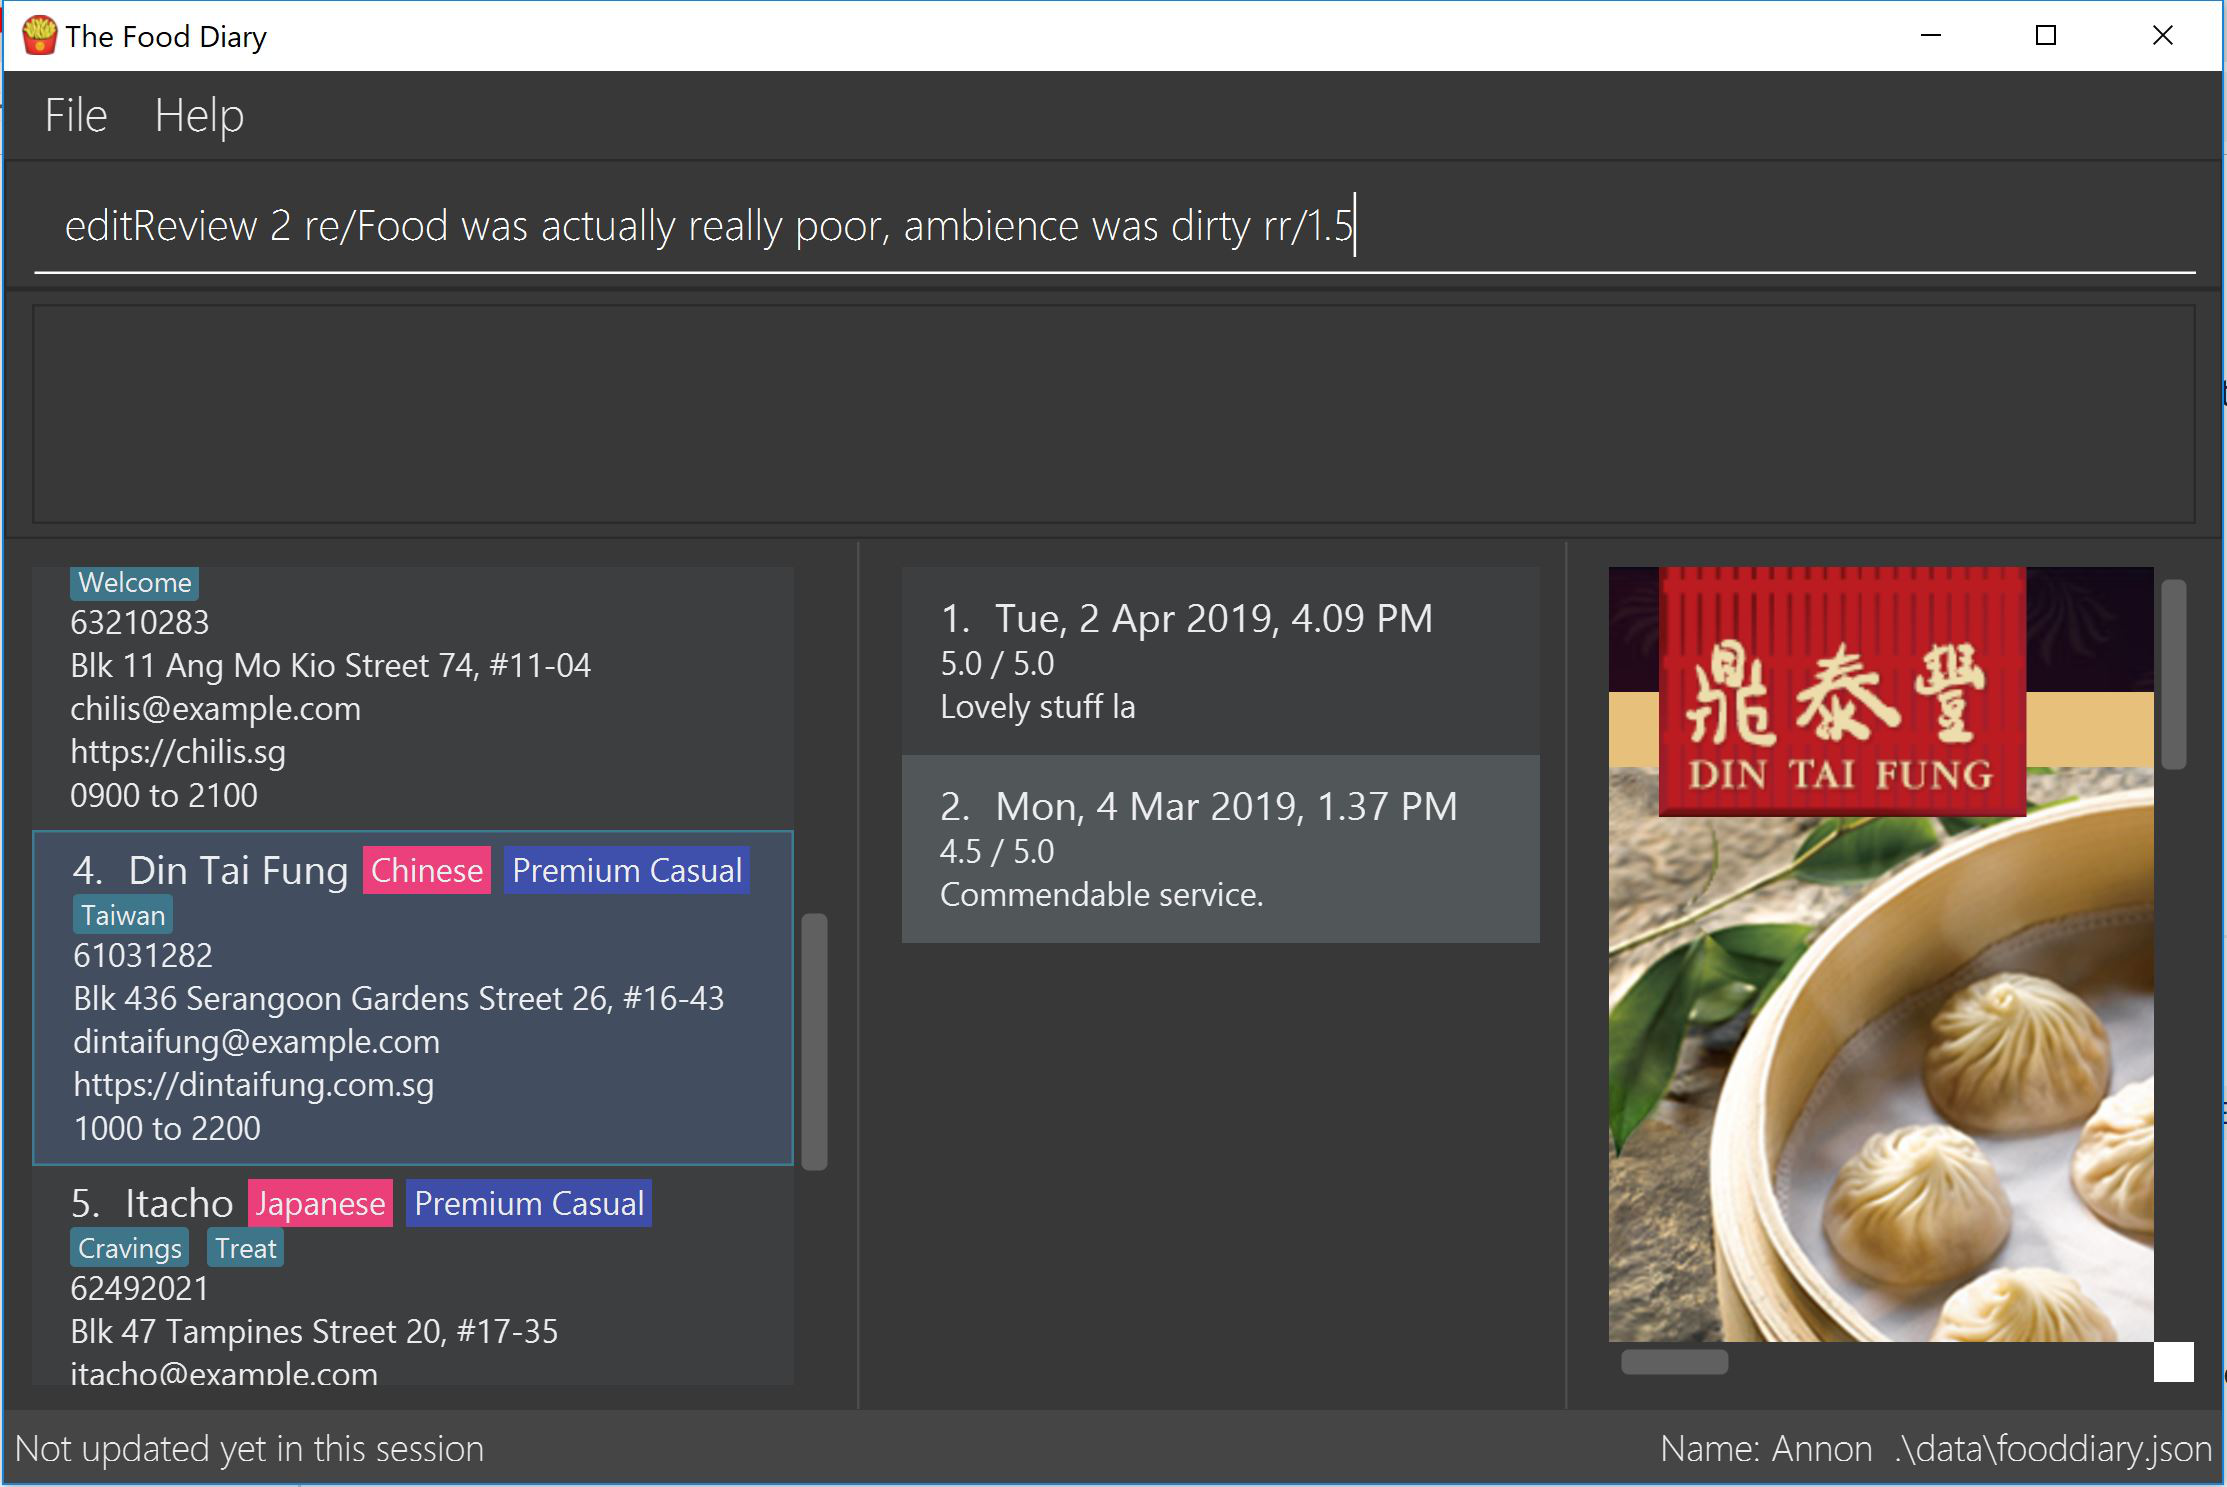 The Food Diary
File Help
editReview 2 re/Food was actually really poor, ambience was dirty rr/1.5
Welcome
63210283
Blk 11 Ang Mo Kio Street 74, #11-04
chilis@example.com
https://chilis.sg
0900 to 2100
4. Din Tai Fung Chinese Premium Casual
Taiwan
61031282
Blk 436 Serangoon Gardens Street 26, #16-43
dintaifung@example.com
https://dintaifung.com.sg
1000 to 2200
5. Itacho Japanese Premium Casual
Cravings Treat
62492021
Blk 47 Tampines Street 20, #17-35
itacho@example.com
1. Tue, 2 Apr 2019, 4.09 PM
5.0 / 5.0
Lovely stuff la
2. Mon, 4 Mar 2019, 1.37 PM
4.5 / 5.0
Commendable service.
鼎泰豐
DIN TAI FUNG
Not updated yet in this session
Name: Annon .\data\fooddiary.json